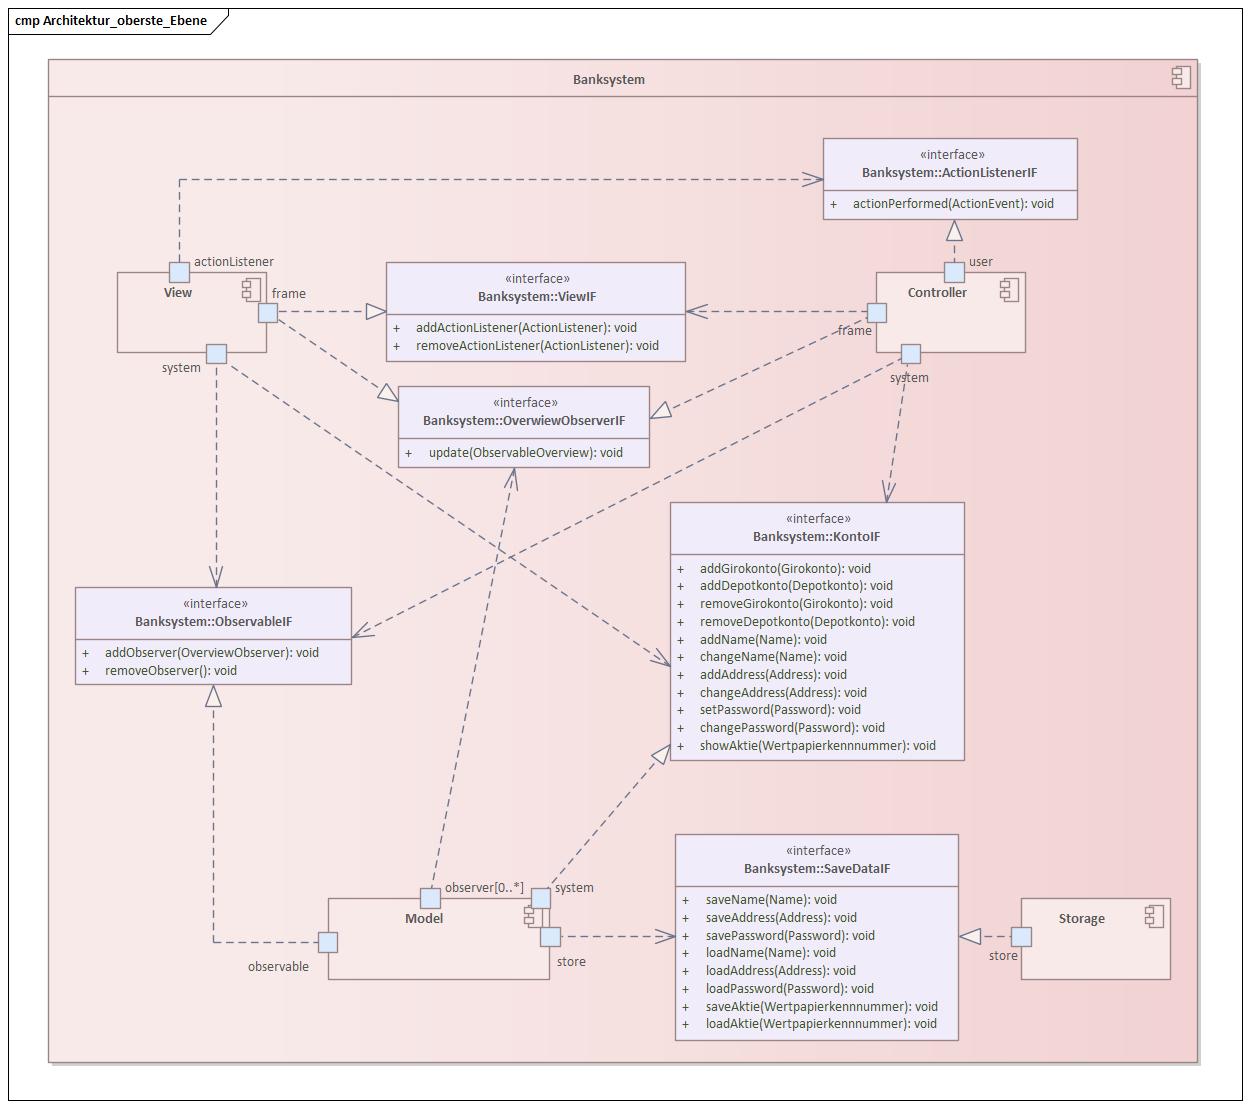 cmp Architektur_oberste_Ebene
Banksystem
«interface»
Banksystem::ActionListenerIF
+ actionPerformed(ActionEvent): void
actionListener
user
View
frame
«interface»
Banksystem::ViewIF
+ addActionListener(ActionListener): void
+ removeActionListener(ActionListener): void
Controller
frame
system
system
«interface»
Banksystem::OverwiewObserverIF
+ update(ObservableOverview): void
«interface»
Banksystem::KontoIF
+ addGirokonto(Girokonto): void
+ addDepotkonto(Depotkonto): void
+ removeGirokonto(Girokonto): void
+ removeDepotkonto(Depotkonto): void
+ addName(Name): void
+ changeName(Name): void
+ addAddress(Address): void
+ changeAddress(Address): void
+ setPassword(Password): void
+ changePassword(Password): void
+ showAktie(Wertpapierkennnummer): void
«interface»
Banksystem::ObservableIF
+ addObserver(OverviewObserver): void
+ removeObserver(): void
observer[0..*]
system
Model
observable
store
«interface»
Banksystem::SaveDataIF
+ saveName(Name): void
+ saveAddress(Address): void
+ savePassword(Password): void
+ loadName(Name): void
+ loadAddress(Address): void
+ loadPassword(Password): void
+ saveAktie(Wertpapierkennnummer): void
+ loadAktie(Wertpapierkennnummer): void
Storage
store